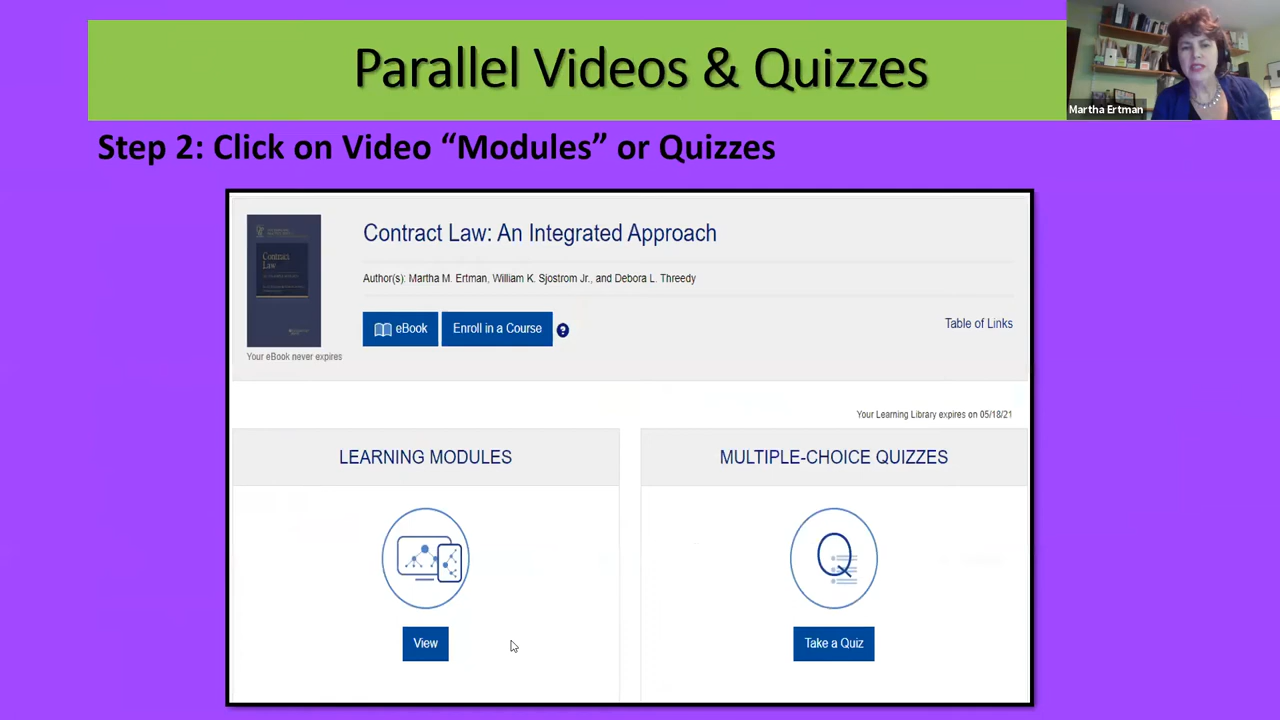 Parallel Videos & Quizzes
Martha Ertman
Step 2: Click on Video “Modules” or Quizzes
Contract Law: An Integrated Approach
Author(s): Martha M. Ertman, William K. Sjostrom Jr., and Debora L. Threedy
Contract
Law
eBook
Enroll in a Course
?
Table of Links
Your eBook never expires
Your Learning Library expires on 05/18/21
LEARNING MODULES
MULTIPLE-CHOICE QUIZZES
Q
View
Take a Quiz